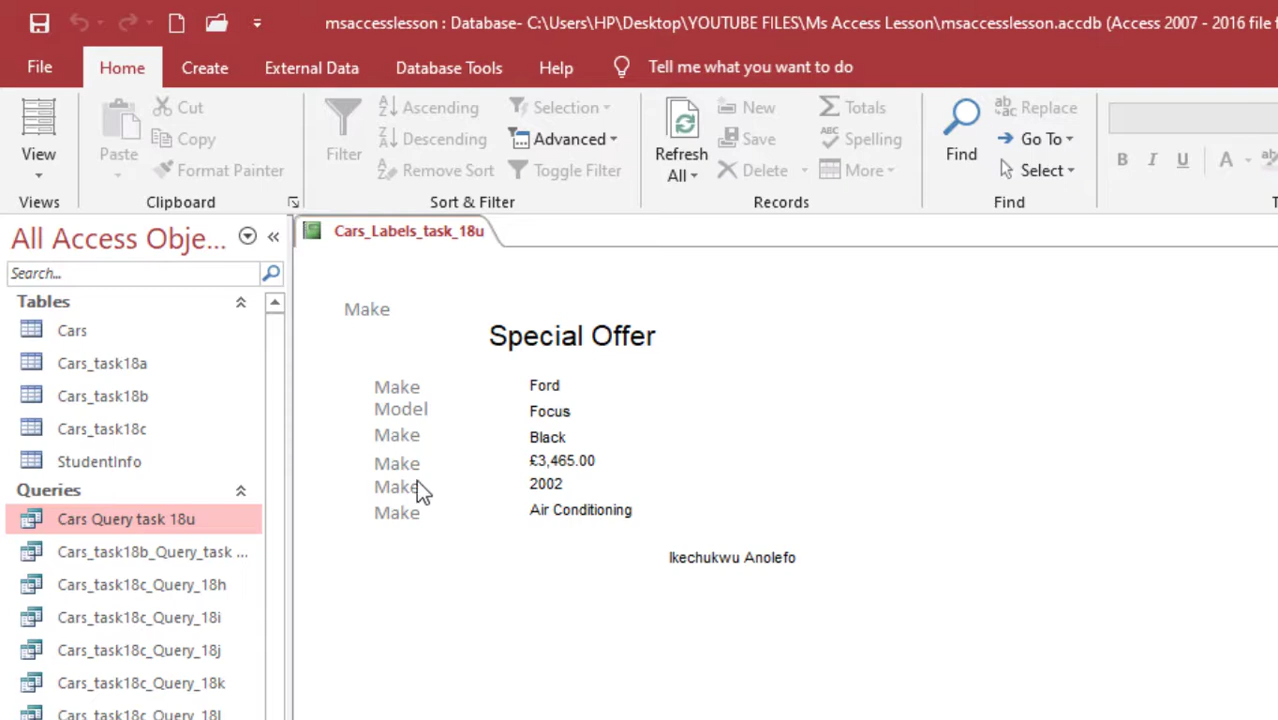 msaccesslesson : Database- C:\Users\HP\Desktop\YOUTUBE FILES\Ms Access Lesson\msaccesslesson.accdb (Access 2007 - 2016 file f
File Home Create External Data Database Tools Help Tell me what you want to do
View
Views
Paste
Cut
Copy
Format Painter
Clipboard
Filter
Ascending
Descending
Remove Sort
Selection
Advanced
Toggle Filter
Sort & Filter
Refresh
All
New
Save
Delete
Totals
Spelling
More
Records
Find
Replace
Go To
Select
Find
B I U A ab
T
All Access Obje...
Search...
Tables
Cars
Cars_task18a
Cars_task18b
Cars_task18c
StudentInfo
Queries
Cars Query task 18u
Cars_task18b_Query_task ...
Cars_task18c_Query_18h
Cars_task18c_Query_18i
Cars_task18c_Query_18j
Cars_task18c_Query_18k
Cars_task18c_Query_18l
Cars_Labels_task_18u
Make
Special Offer
Make Ford
Model Focus
Make Black
Make £3,465.00
Make 2002
Make Air Conditioning
Ikechukwu Anolefo